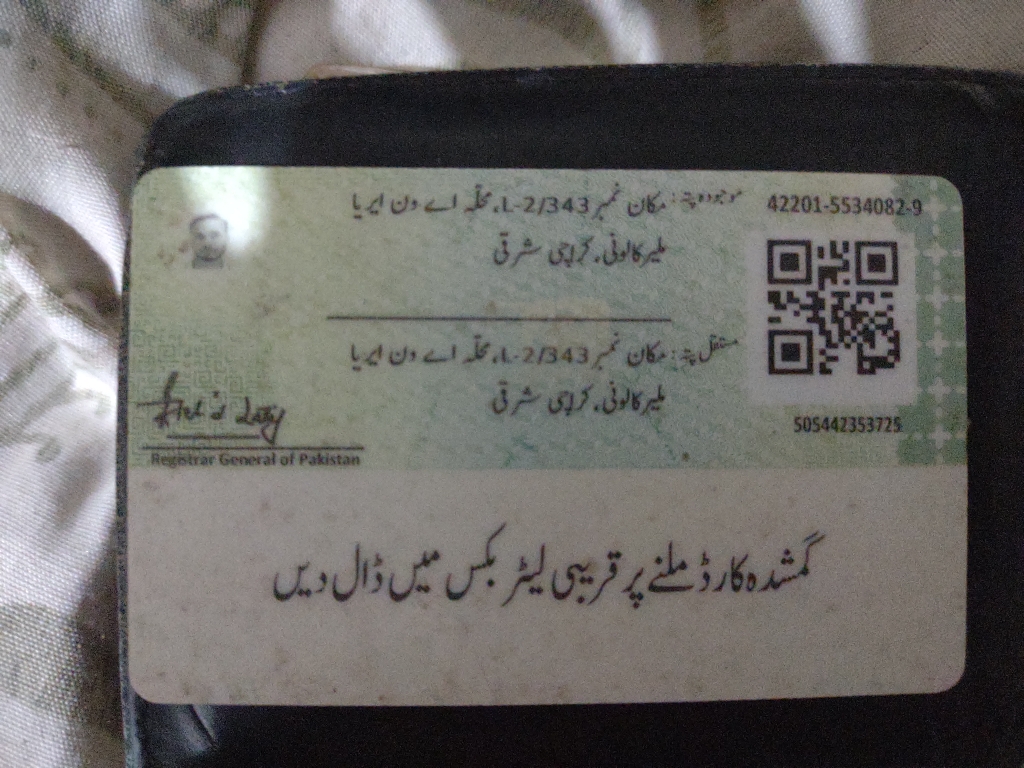 موجودہ پتہ: مکان نمبر L-2/343، محلّہ اے ون ایریا
ملیر کالونی، کراچی شرقی
42201-5534082-9
مستقل پتہ: مکان نمبر L-2/343، محلّہ اے ون ایریا
ملیر کالونی، کراچی شرقی
505442353725
Registrar General of Pakistan
گمشدہ کارڈ ملنے پر قریبی لیٹر بکس میں ڈال دیں